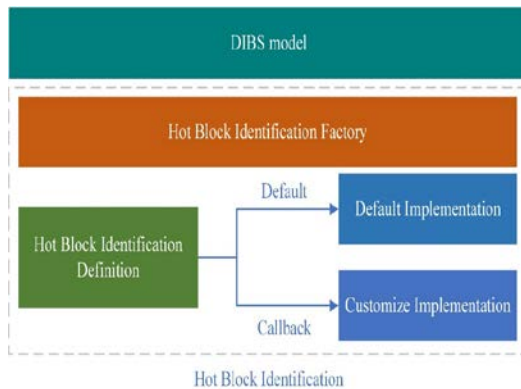 DIBS model
Hot Block Identification Factory
Default
Default Implementation
Hot Block Identification
Definition
Customize Implementation
Callback
Hot Block Identification